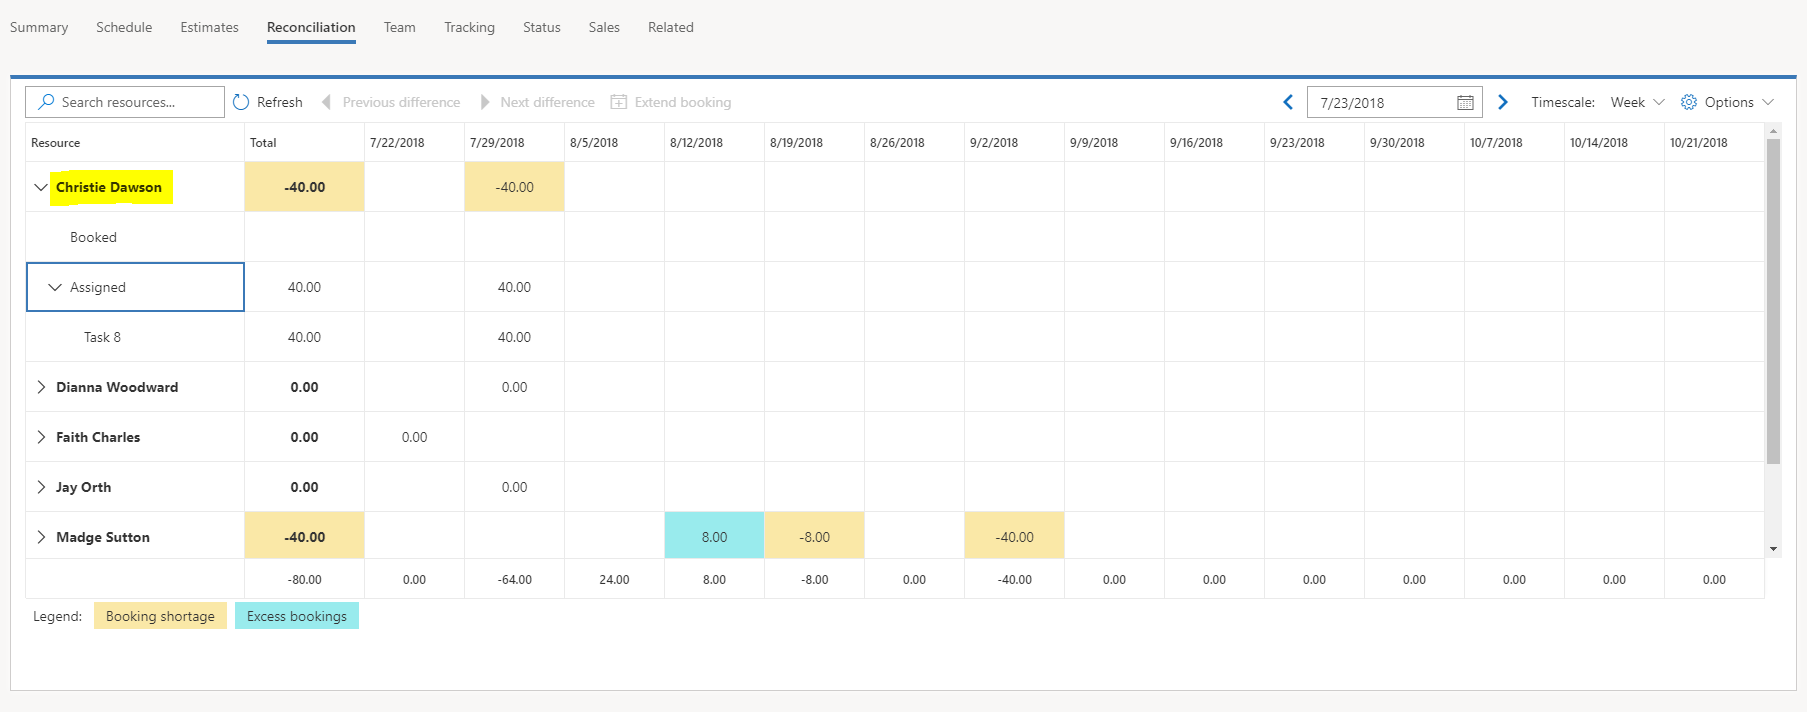 Summary Schedule Estimates Reconciliation Team Tracking Status Sales Related
Search resources... Refresh Previous difference Next difference Extend booking 7/23/2018 Timescale: Week Options
Resource Total 7/22/2018 7/29/2018 8/5/2018 8/12/2018 8/19/2018 8/26/2018 9/2/2018 9/9/2018 9/16/2018 9/23/2018 9/30/2018 10/7/2018 10/14/2018 10/21/2018
Christie Dawson -40.00 -40.00
Booked
Assigned 40.00 40.00
Task 8 40.00 40.00
Dianna Woodward 0.00 0.00
Faith Charles 0.00 0.00
Jay Orth 0.00 0.00
Madge Sutton -40.00 8.00 -8.00 -40.00
-80.00 0.00 -64.00 24.00 8.00 -8.00 0.00 -40.00 0.00 0.00 0.00 0.00 0.00 0.00 0.00
Legend: Booking shortage Excess bookings